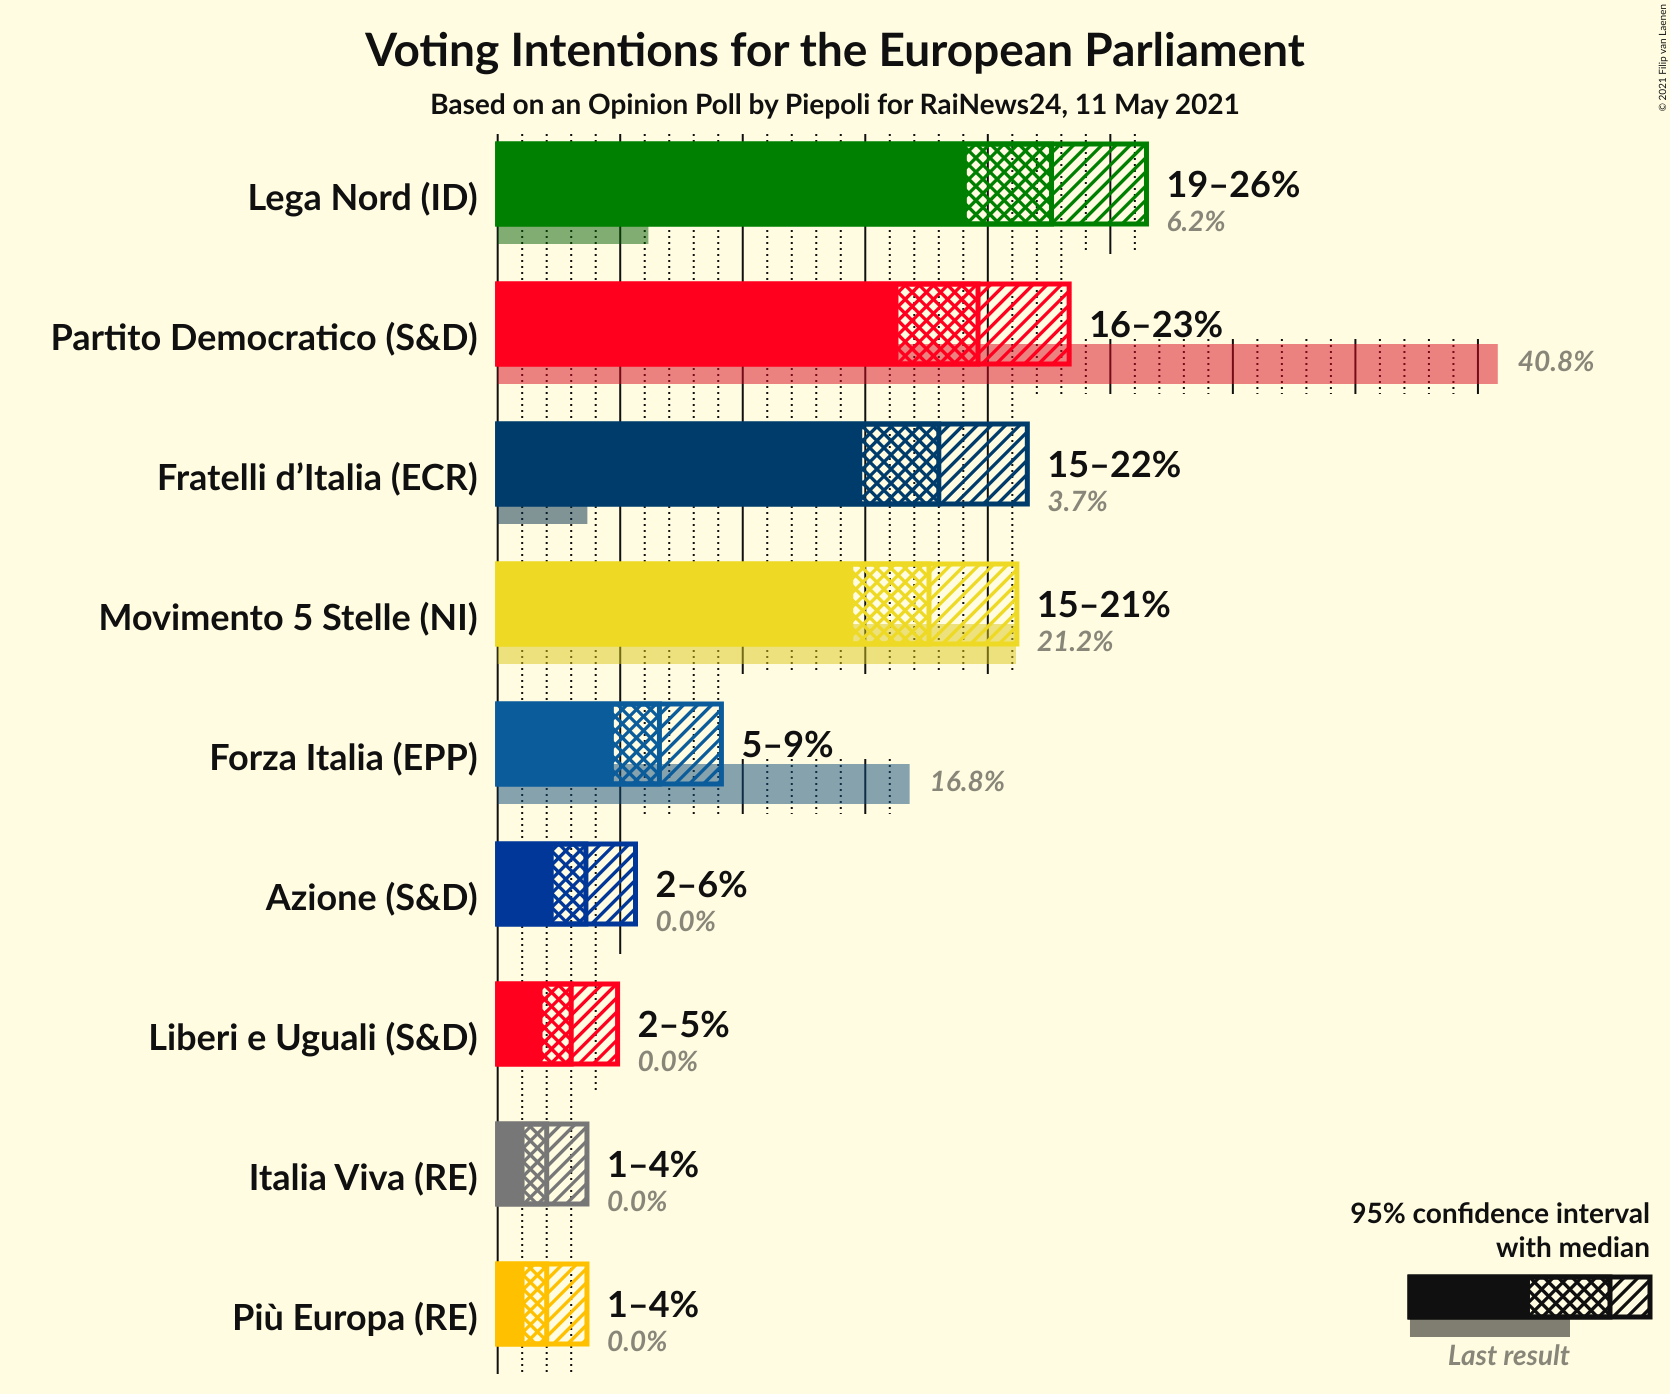 Voting Intentions for the European Parliament
Based on an Opinion Poll by Piepoli for RaiNews24, 11 May 2021
© 2021 Filip van Laenen
Lega Nord (ID)
19–26%
6.2%
Partito Democratico (S&D)
16–23%
40.8%
Fratelli d’Italia (ECR)
15–22%
3.7%
Movimento 5 Stelle (NI)
15–21%
21.2%
Forza Italia (EPP)
5–9%
16.8%
Azione (S&D)
2–6%
0.0%
Liberi e Uguali (S&D)
2–5%
0.0%
Italia Viva (RE)
1–4%
0.0%
Più Europa (RE)
1–4%
0.0%
95% confidence interval
with median
Last result